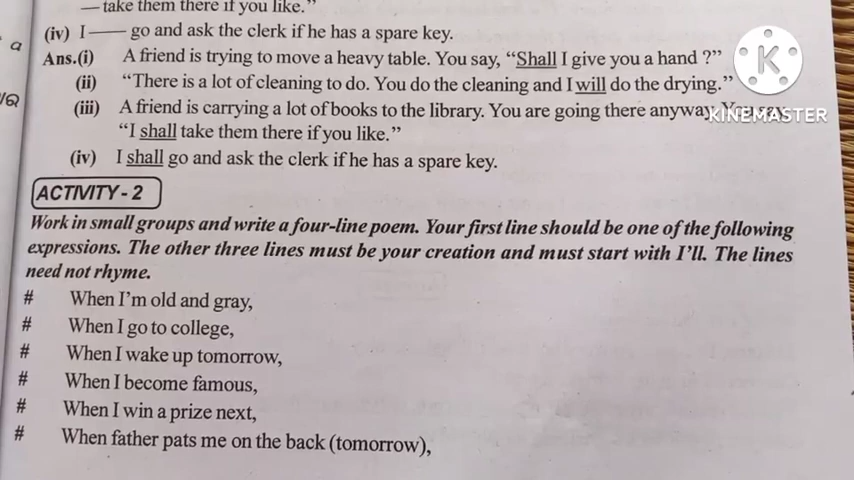 — take them there if you like."
(iv) I —— go and ask the clerk if he has a spare key.
Ans.(i) A friend is trying to move a heavy table. You say, "Shall I give you a hand ?"
(ii) "There is a lot of cleaning to do. You do the cleaning and I will do the drying."
(iii) A friend is carrying a lot of books to the library. You are going there anyway. You say,
"I shall take them there if you like."
(iv) I shall go and ask the clerk if he has a spare key.
K
KINEMASTER
ACTIVITY - 2
Work in small groups and write a four-line poem. Your first line should be one of the following
expressions. The other three lines must be your creation and must start with I'll. The lines
need not rhyme.
# When I'm old and gray,
# When I go to college,
# When I wake up tomorrow,
# When I become famous,
# When I win a prize next,
# When father pats me on the back (tomorrow),